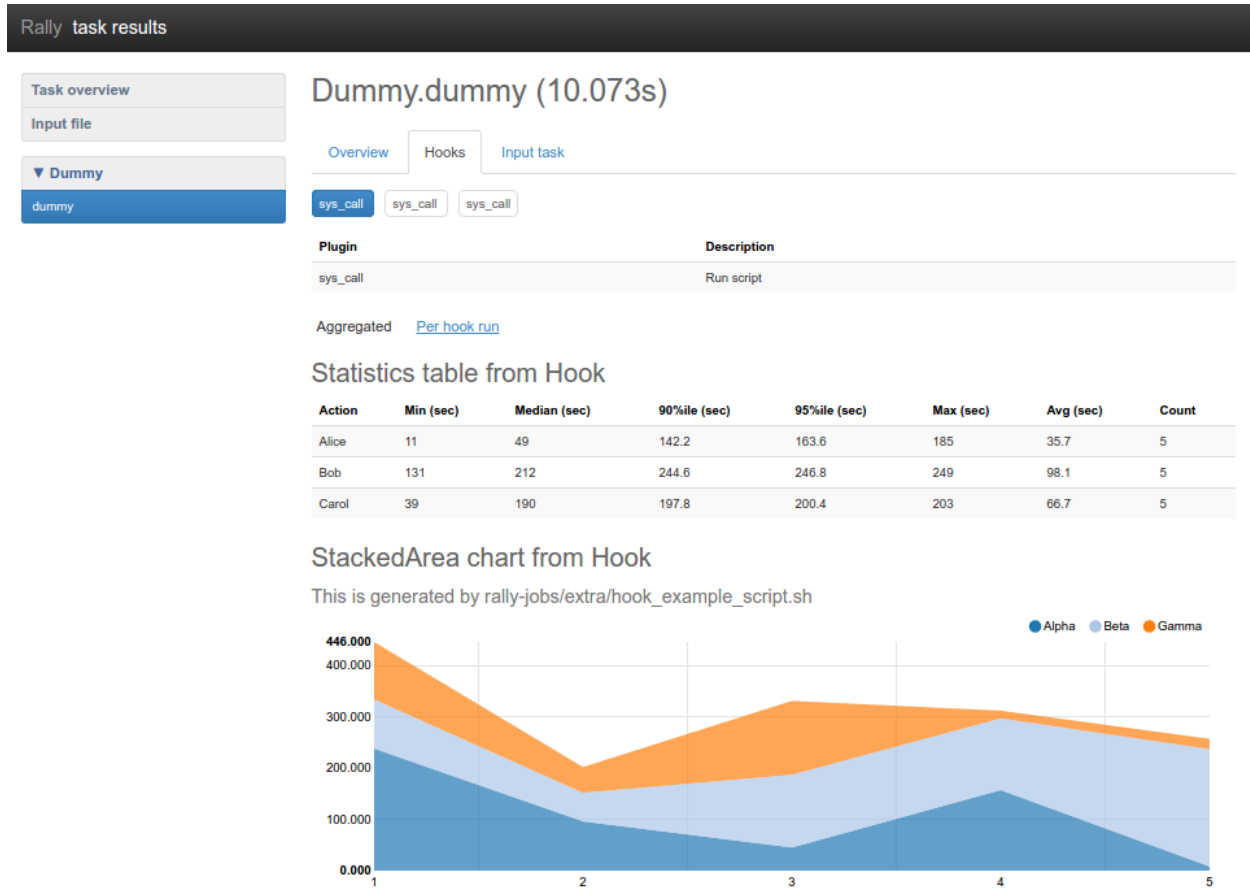 Rally task results
Task overview
Input file
▼ Dummy
dummy
Dummy.dummy (10.073s)
Overview Hooks Input task
sys_call sys_call sys_call
Plugin Description
sys_call Run script
Aggregated Per hook run
Statistics table from Hook
Action Min (sec) Median (sec) 90%ile (sec) 95%ile (sec) Max (sec) Avg (sec) Count
Alice 11 49 142.2 163.6 185 35.7 5
Bob 131 212 244.6 246.8 249 98.1 5
Carol 39 190 197.8 200.4 203 66.7 5
StackedArea chart from Hook
This is generated by rally-jobs/extra/hook_example_script.sh
Alpha Beta Gamma
446.000
400.000
300.000
200.000
100.000
0.000
1 2 3 4 5